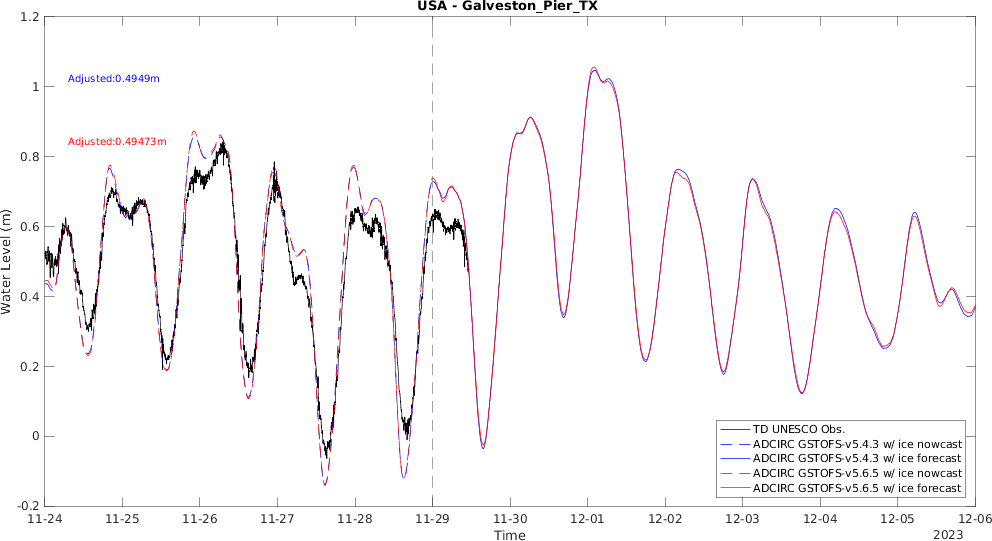 USA - Galveston_Pier_TX
1.2
1
0.8
0.6
0.4
0.2
0
-0.2
Water Level (m)
Adjusted:0.4949m
Adjusted:0.49473m
TD UNESCO Obs.
ADCIRC GSTOFS-v5.4.3 w/ ice nowcast
ADCIRC GSTOFS-v5.4.3 w/ ice forecast
ADCIRC GSTOFS-v5.6.5 w/ ice nowcast
ADCIRC GSTOFS-v5.6.5 w/ ice forecast
11-24 11-25 11-26 11-27 11-28 11-29 11-30 12-01 12-02 12-03 12-04 12-05 12-06
Time
2023